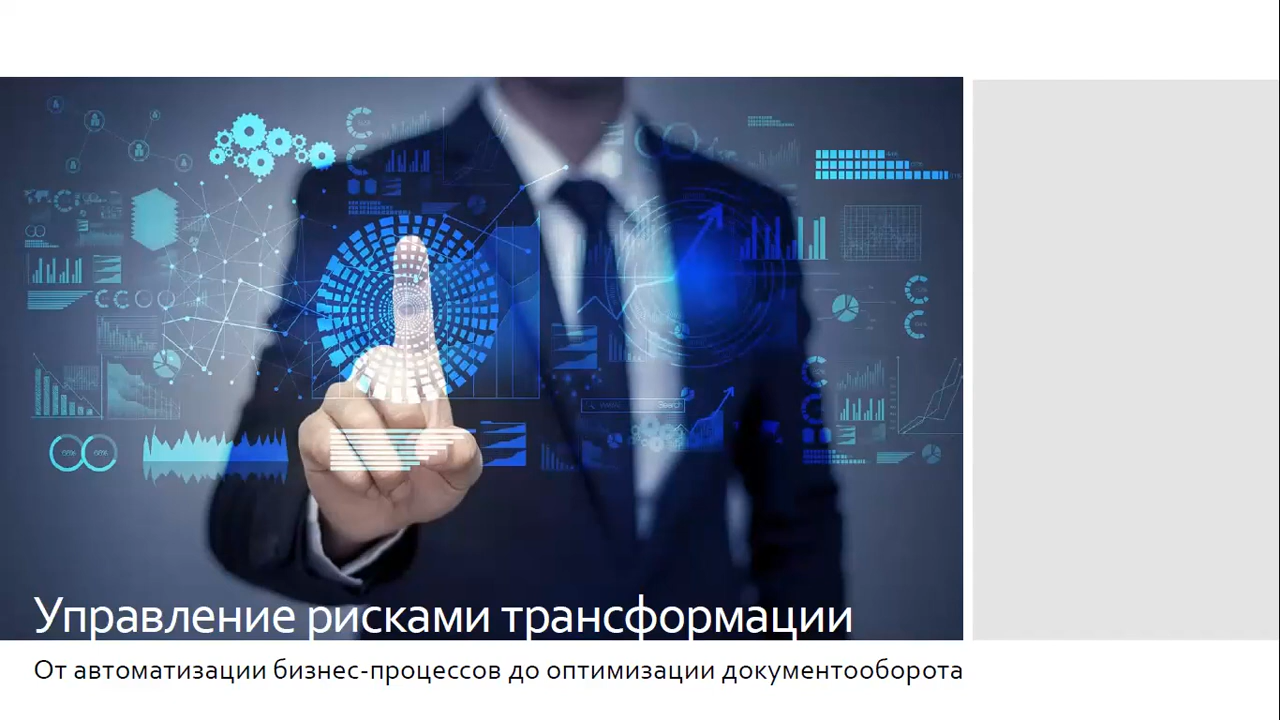 Управление рисками трансформации
От автоматизации бизнес-процессов до оптимизации документооборота